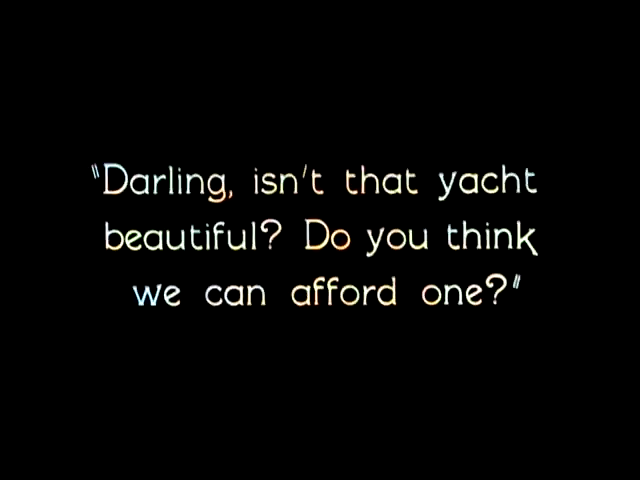 "Darling, isn't that yacht
beautiful? Do you think
we can afford one?"